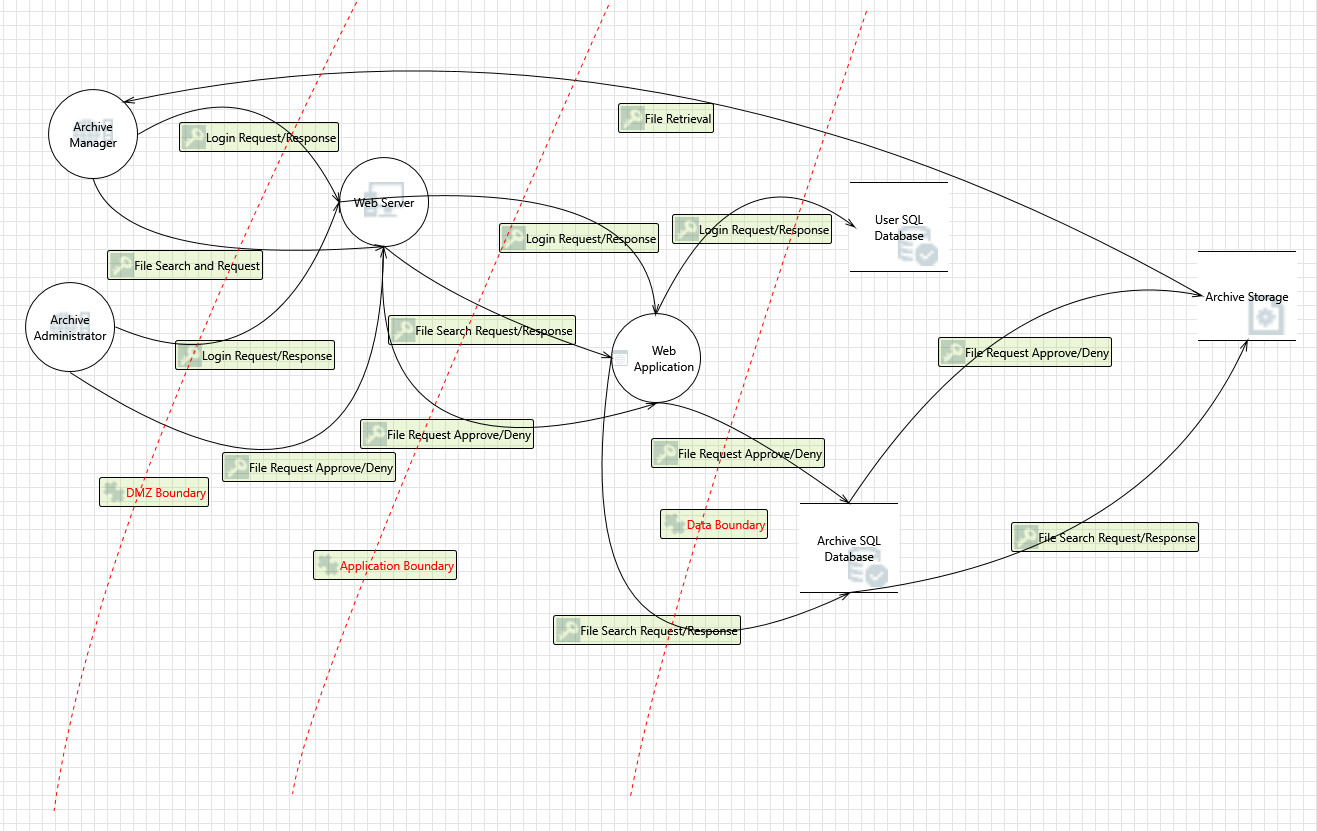 File Retrieval
Archive
Manager
Login Request/Response
Web Server
User SQL
Database
Login Request/Response
Login Request/Response
File Search and Request
Archive Storage
Archive
Administrator
File Search Request/Response
Login Request/Response
Web
Application
File Request Approve/Deny
File Request Approve/Deny
File Request Approve/Deny
File Request Approve/Deny
DMZ Boundary
Data Boundary
Archive SQL
Database
File Search Request/Response
Application Boundary
File Search Request/Response